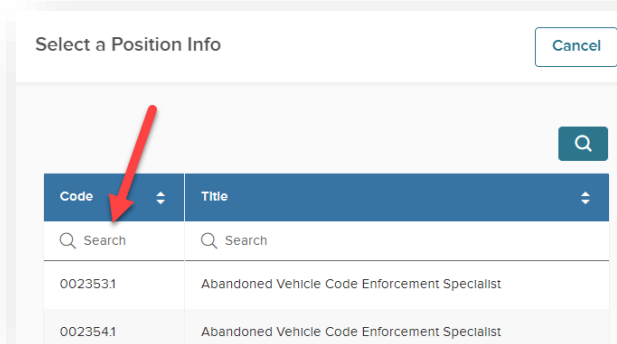 Select a Position Info
Cancel
Code
Title
Search
Search
002353.1
Abandoned Vehicle Code Enforcement Specialist
002354.1
Abandoned Vehicle Code Enforcement Specialist